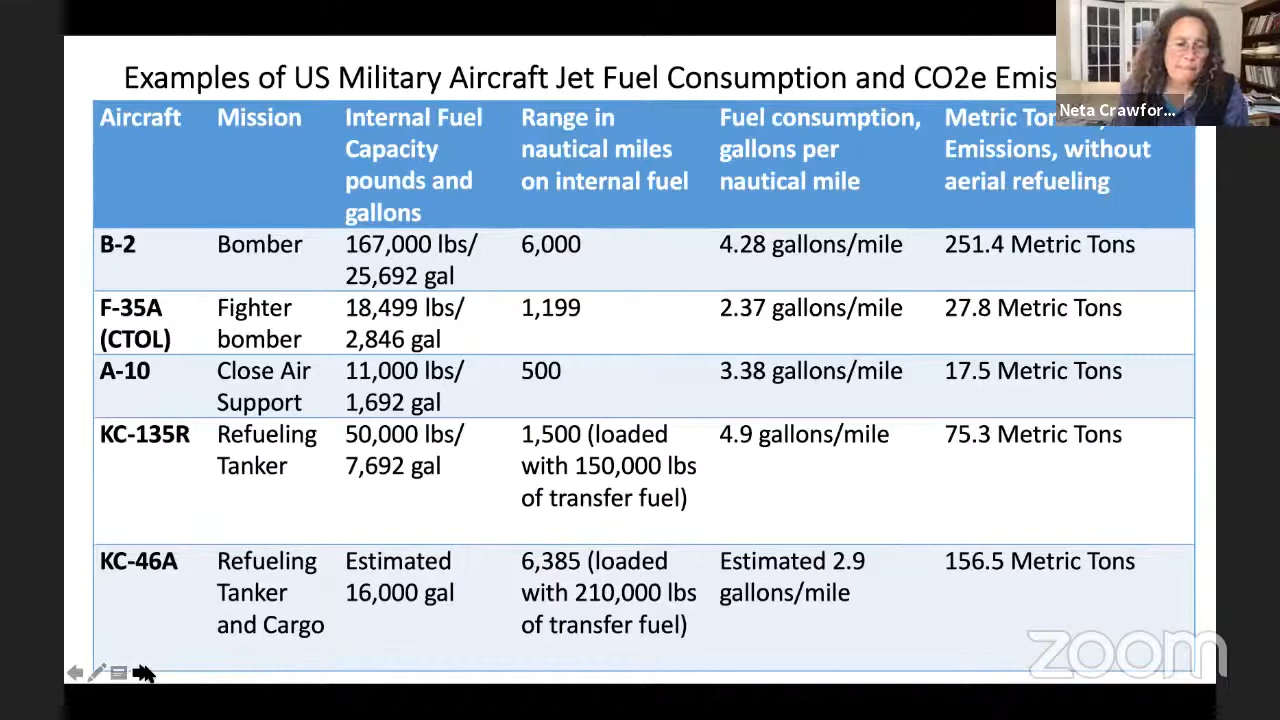 Examples of US Military Aircraft Jet Fuel Consumption and CO2e Emis
Neta Crawfor...
Aircraft
Mission
Internal Fuel
Capacity
pounds and
gallons
Range in
nautical miles
on internal fuel
Fuel consumption,
gallons per
nautical mile
Metric
Emissions, without
aerial refueling
B-2
Bomber
167,000 lbs/
25,692 gal
6,000
4.28 gallons/mile
251.4 Metric Tons
F-35A
(CTOL)
Fighter
bomber
18,499 lbs/
2,846 gal
1,199
2.37 gallons/mile
27.8 Metric Tons
A-10
Close Air
Support
11,000 lbs/
1,692 gal
500
3.38 gallons/mile
17.5 Metric Tons
KC-135R
Refueling
Tanker
50,000 lbs/
7,692 gal
1,500 (loaded
with 150,000 lbs
of transfer fuel)
4.9 gallons/mile
75.3 Metric Tons
KC-46A
Refueling
Tanker
and Cargo
Estimated
16,000 gal
6,385 (loaded
with 210,000 lbs
of transfer fuel)
Estimated 2.9
gallons/mile
156.5 Metric Tons
zoom